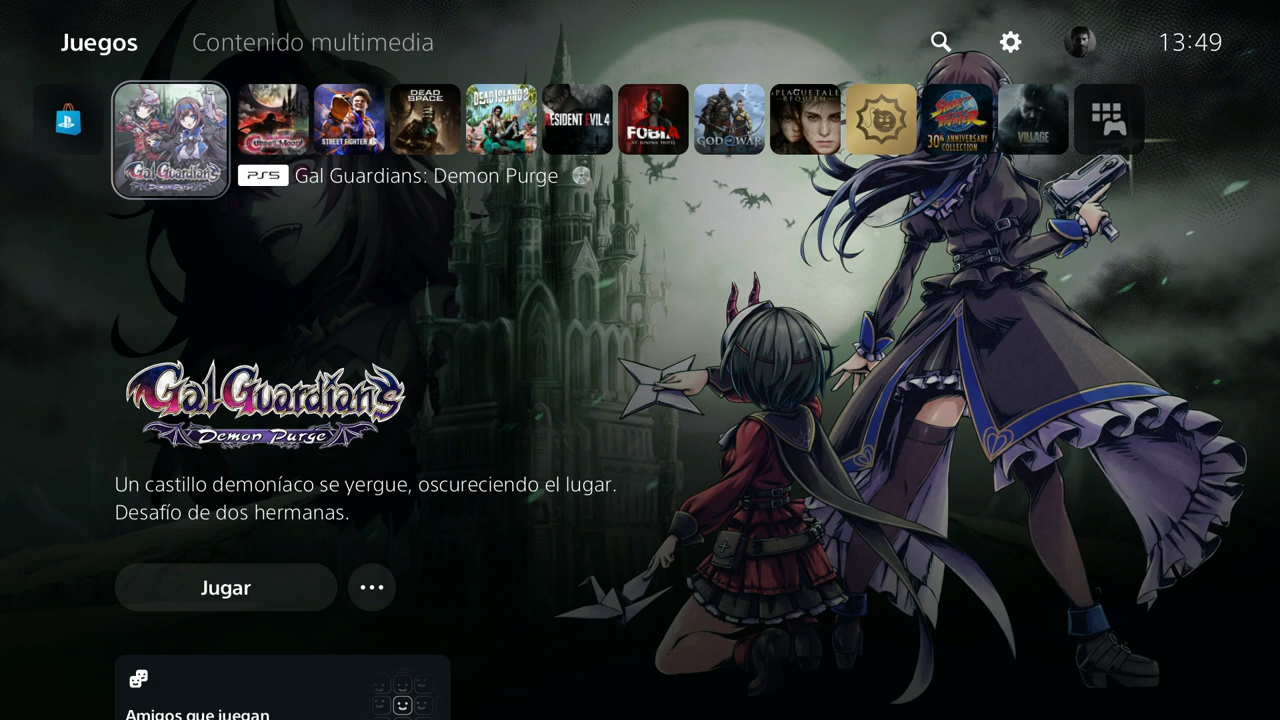 Juegos
Contenido multimedia
13:49
Gal Guardians
STREET FIGHTER 6
DEAD SPACE
DEAD ISLAND 2
RESIDENT EVIL 4
FOBIA
GOD OF WAR
A PLAGUE TALE
REQUIEM
STREET FIGHTER
30th ANNIVERSARY
COLLECTION
VILLAGE
PS5
Gal Guardians: Demon Purge
Gal Guardians
Demon Purge
Un castillo demoníaco se yergue, oscureciendo el lugar.
Desafío de dos hermanas.
Jugar
Amigos que juegan